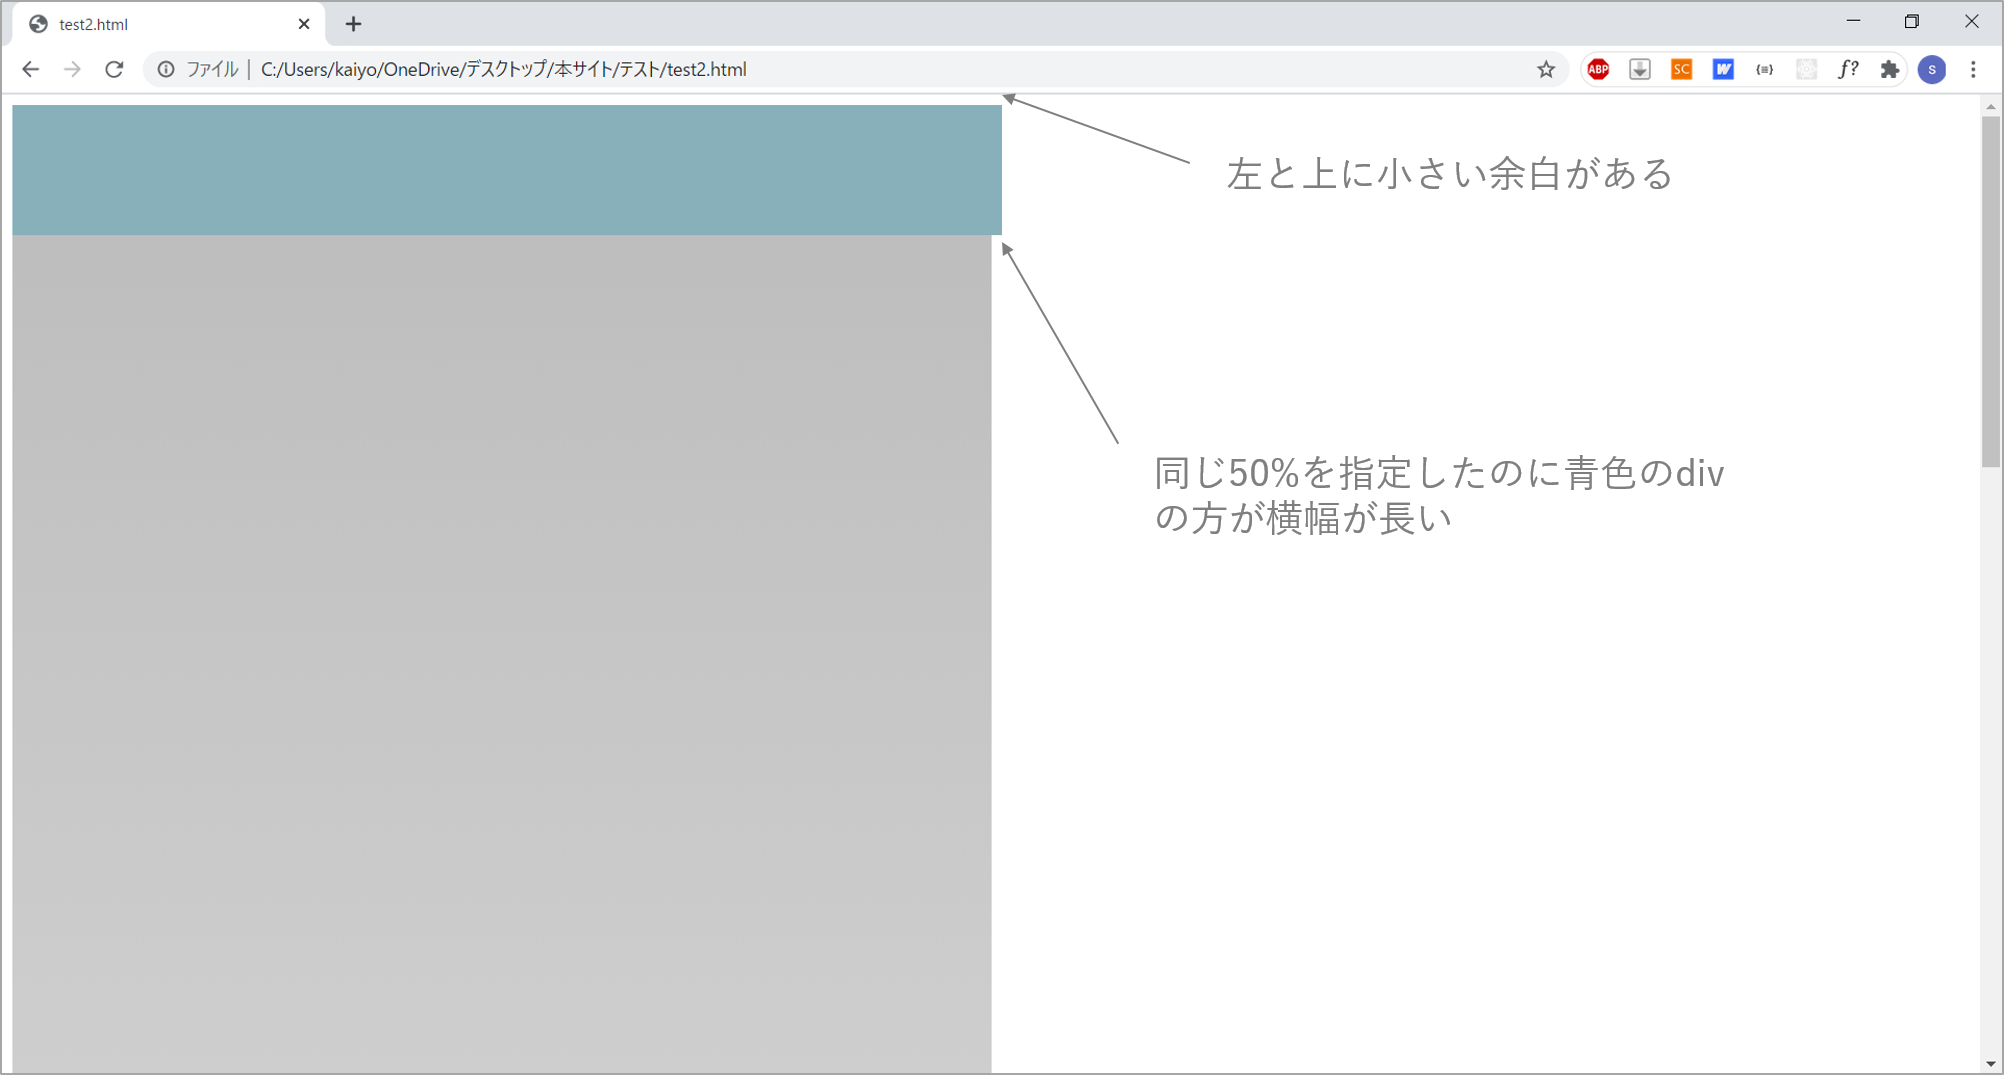 test2.html
ファイル | C:/Users/kaiyo/OneDrive/デスクトップ/本サイト/テスト/test2.html
ABP
SC
W
{≡}
f?
s
左と上に小さい余白がある
同じ50%を指定したのに青色のdiv
の方が横幅が長い